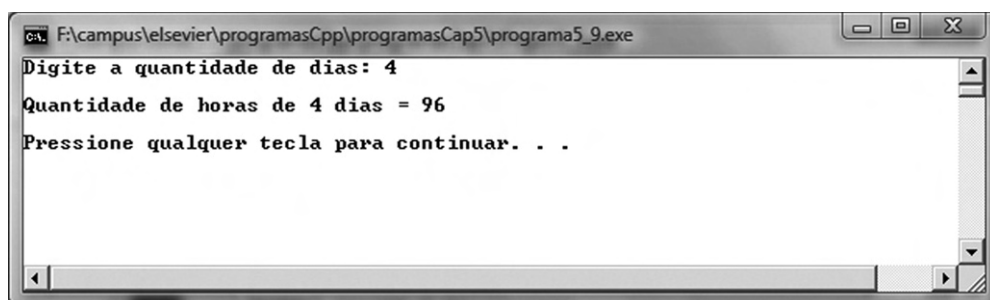 F:\campus\elsevier\programasCpp\programasCap5\programa5_9.exe
Digite a quantidade de dias: 4
Quantidade de horas de 4 dias = 96
Pressione qualquer tecla para continuar. . .